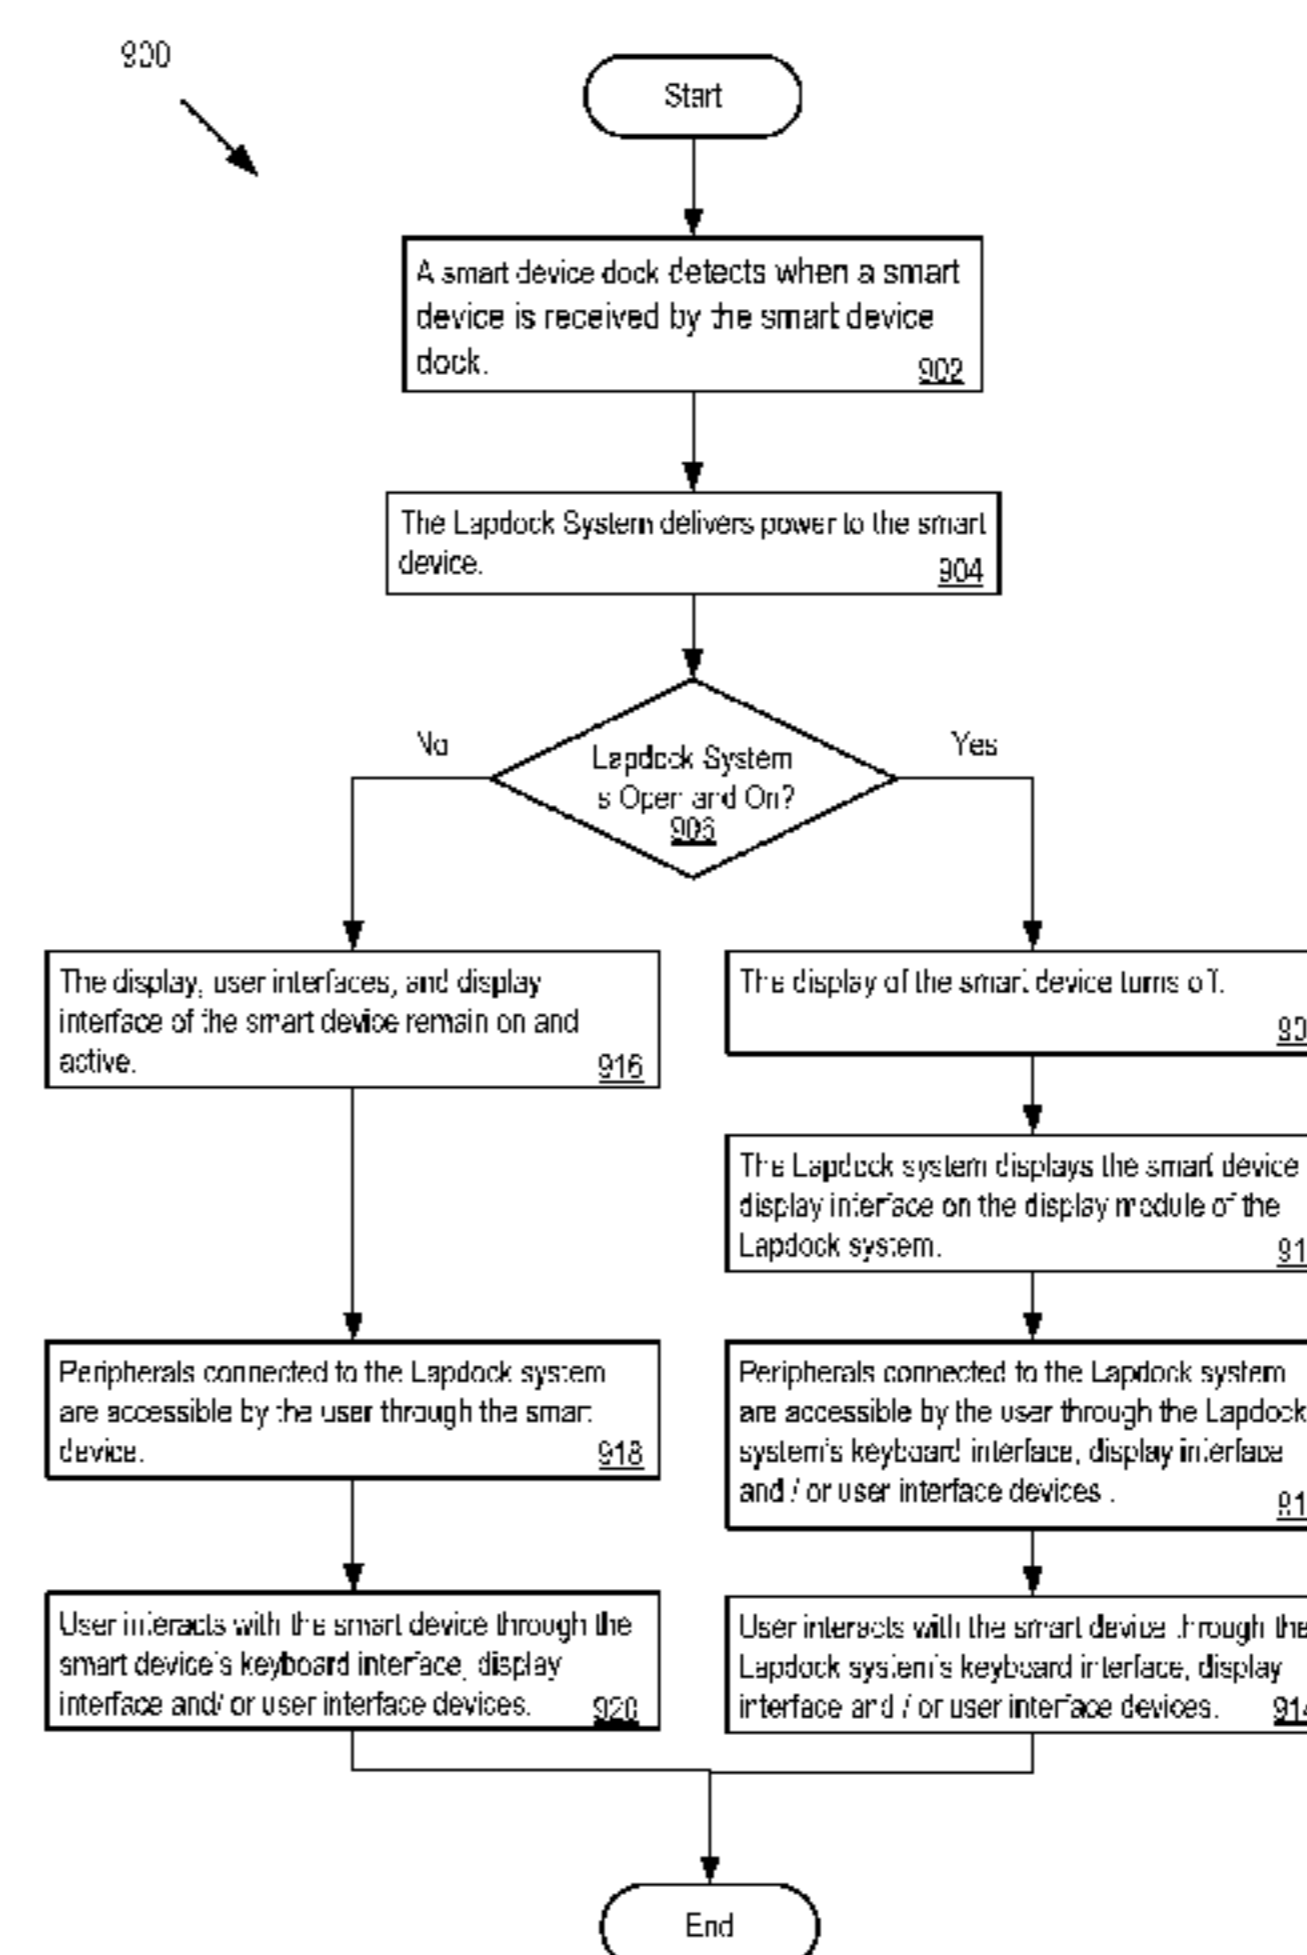 900
Start
A smart device dock detects when a smart
device is received by the smart device
dock.
902
The Lapdock System delivers power to the smart
device.
904
No
Yes
Lapdock System
is Open and On?
906
The display, user interfaces, and display
interface of the smart device remain on and
active.
916
The display of the smart device turns off.
90
The Lapdock system displays the smart device
display interface on the display module of the
Lapdock system.
91
Peripherals connected to the Lapdock system
are accessible by the user through the smart
device.
918
Peripherals connected to the Lapdock system
are accessible by the user through the Lapdock
system's keyboard interface, display interface
and / or user interface devices .
91
User interacts with the smart device through the
smart device's keyboard interface, display
interface and/ or user interface devices.
920
User interacts with the smart device through the
Lapdock system's keyboard interface, display
interface and / or user interface devices.
914
End